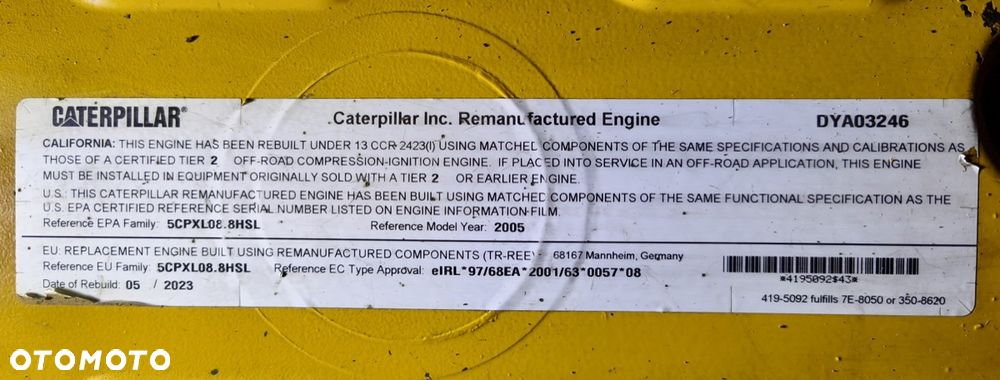 CATERPILLAR® Caterpillar Inc. Remanufactured Engine DYA03246
CALIFORNIA: THIS ENGINE HAS BEEN REBUILT UNDER 13 CCR 2423(l) USING MATCHED COMPONENTS OF THE SAME SPECIFICATIONS AND CALIBRATIONS AS
THOSE OF A CERTIFIED TIER 2 OFF-ROAD COMPRESSION-IGNITION ENGINE. IF PLACED INTO SERVICE IN AN OFF-ROAD APPLICATION, THIS ENGINE
MUST BE INSTALLED IN EQUIPMENT ORIGINALLY SOLD WITH A TIER 2 OR EARLIER ENGINE.
U.S.: THIS CATERPILLAR REMANUFACTURED ENGINE HAS BEEN BUILT USING MATCHED COMPONENTS OF THE SAME FUNCTIONAL SPECIFICATION AS THE
U.S. EPA CERTIFIED REFERENCE SERIAL NUMBER LISTED ON ENGINE INFORMATION FILM.
Reference EPA Family: 5CPXL08.8HSL Reference Model Year: 2005
EU: REPLACEMENT ENGINE BUILT USING REMANUFACTURED COMPONENTS (TR-REE) - 68167 Mannheim, Germany
Reference EU Family: 5CPXL08.8HSL Reference EC Type Approval: eIRL*97/68EA*2001/63*0057*08
*4195092$43*
Date of Rebuild: 05 / 2023
419-5092 fulfills 7E-8050 or 350-8620
OTOMOTO